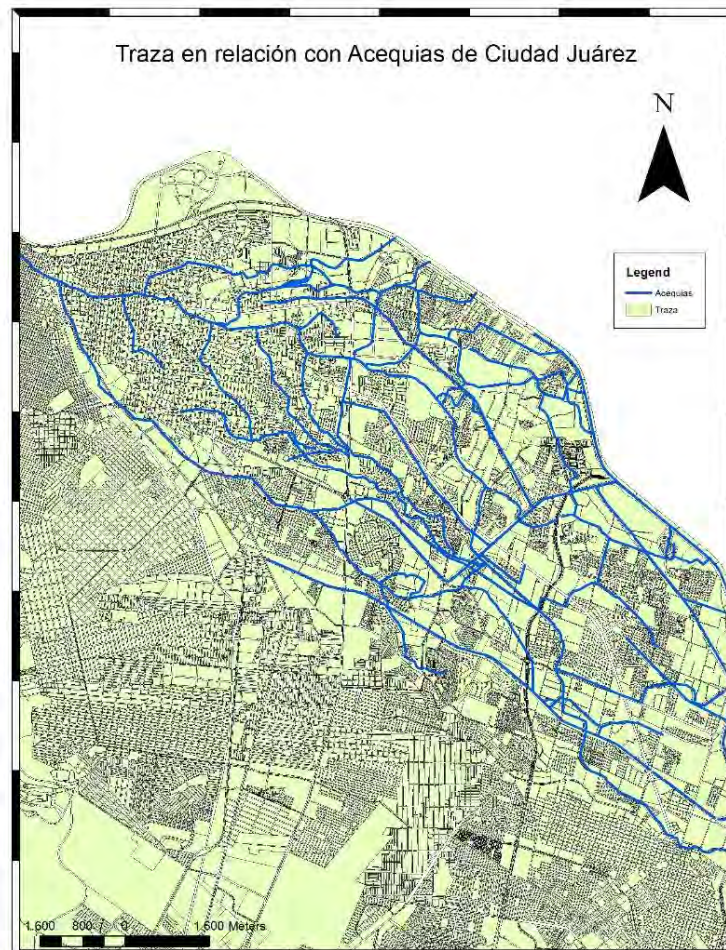 Traza en relación con Acequias de Ciudad Juárez
N
Legend
Acequias
Traza
1,600 800 0 1,600 Meters